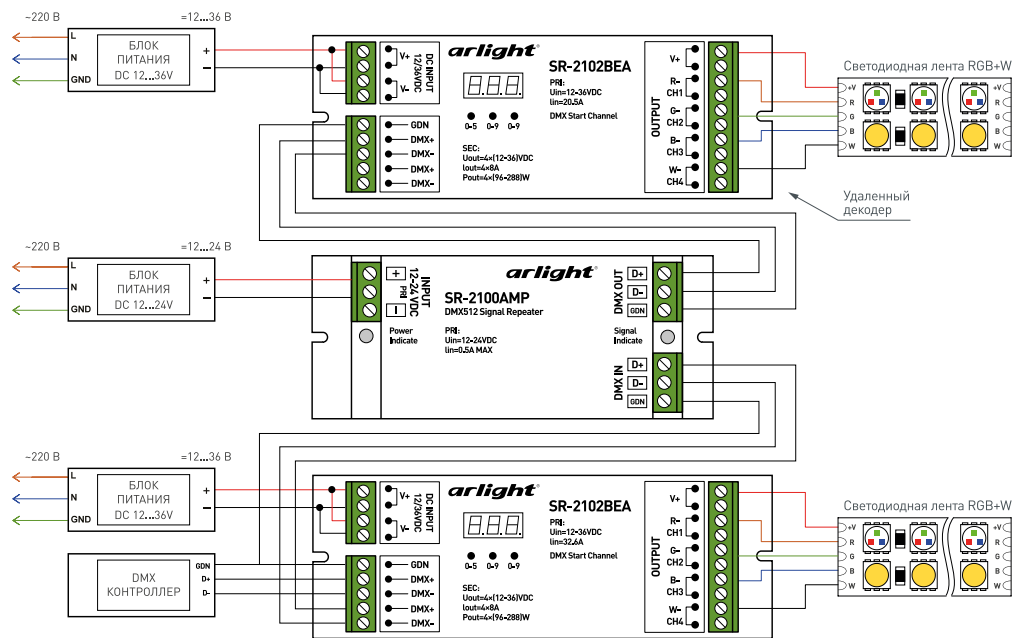 ~220 В
=12...36 В
L
N
GND
БЛОК
ПИТАНИЯ
DC 12...36V
+
–
V+
V-
DC INPUT
12/36VDC
arlight
SR-2102BEA
PRI:
Uin=12-36VDC
Iin=20.5A
DMX Start Channel
8.8.8.
0-5 0-9 0-9
GDN
DMX+
DMX-
DMX+
DMX-
SEC:
Uout=4×(12-36)VDC
Iout=4×8A
Pout=4×(96-288)W
OUTPUT
V+
R-
CH1
G-
CH2
B-
CH3
W-
CH4
Светодиодная лента RGB+W
+V
R
G
B
W
+V
R
G
B
W
Удаленный
декодер
~220 В
=12...24 В
L
N
GND
БЛОК
ПИТАНИЯ
DC 12...24V
+
–
+
–
INPUT
12-24 VDC
PRI
Power
Indicate
arlight
SR-2100AMP
DMX512 Signal Repeater
PRI:
Uin=12-24VDC
Iin=0.5A MAX
DMX OUT
D+
D-
GDN
Signal
Indicate
DMX IN
D+
D-
GDN
~220 В
=12...36 В
L
N
GND
БЛОК
ПИТАНИЯ
DC 12...36V
+
–
DMX
КОНТРОЛЛЕР
GDN
D+
D-
V+
V-
DC INPUT
12/36VDC
arlight
SR-2102BEA
PRI:
Uin=12-36VDC
Iin=32.6A
DMX Start Channel
8.8.8.
0-5 0-9 0-9
GDN
DMX+
DMX-
DMX+
DMX-
SEC:
Uout=4×(12-36)VDC
Iout=4×8A
Pout=4×(96-288)W
OUTPUT
V+
R-
CH1
G-
CH2
B-
CH3
W-
CH4
Светодиодная лента RGB+W
+V
R
G
B
W
+V
R
G
B
W